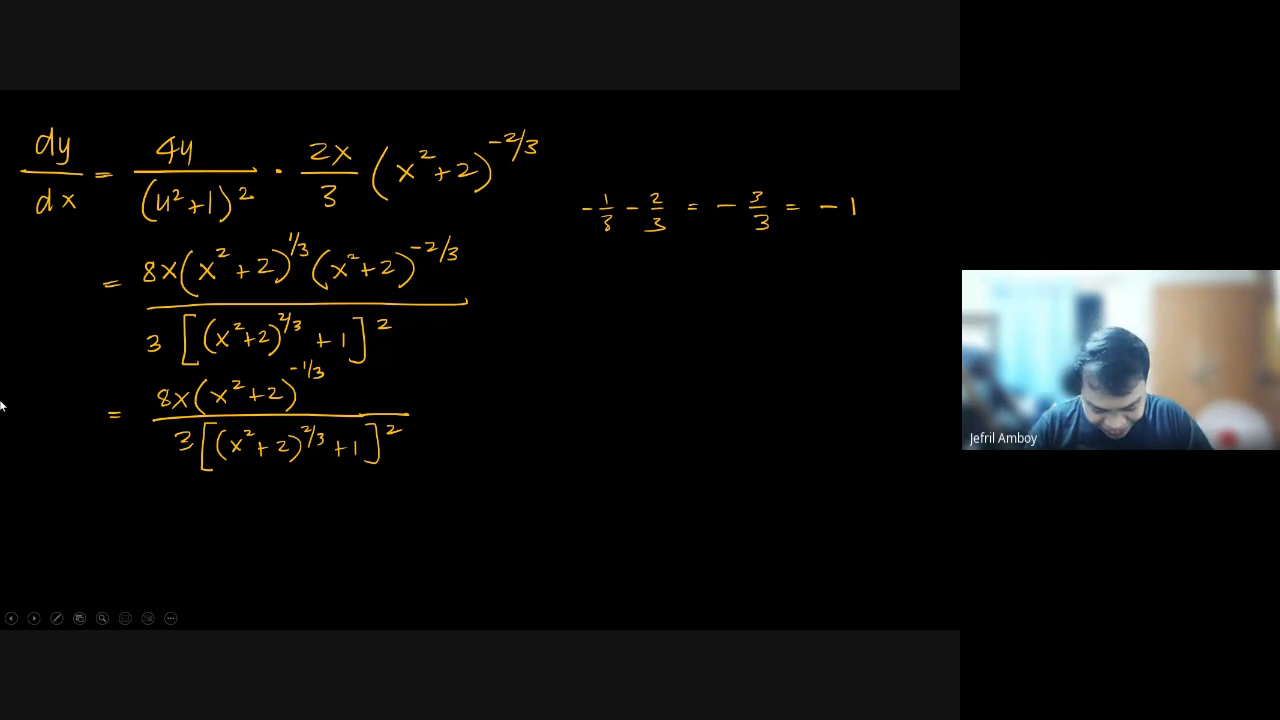 dy/dx = 4u/(u²+1)² · 2x/3 (x²+2)^-2/3
-1/3 - 2/3 = -3/3 = -1
= 8x(x²+2)^1/3 (x²+2)^-2/3 / 3[(x²+2)^2/3 + 1]²
= 8x(x²+2)^-1/3 / 3[(x²+2)^2/3 + 1]²
Jefril Amboy